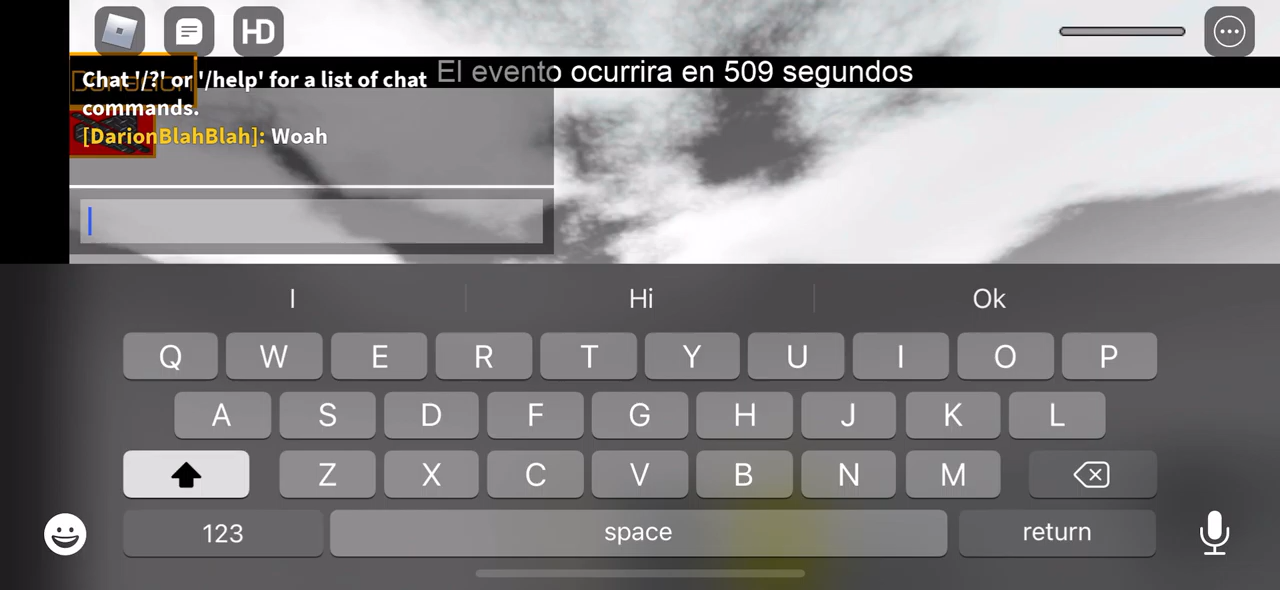 HD
El evento ocurrira en 509 segundos
Donacion
Chat '/?' or '/help' for a list of chat
commands.
[DarionBlahBlah]: Woah
I Hi Ok
Q W E R T Y U I O P
A S D F G H J K L
Z X C V B N M
123 space return